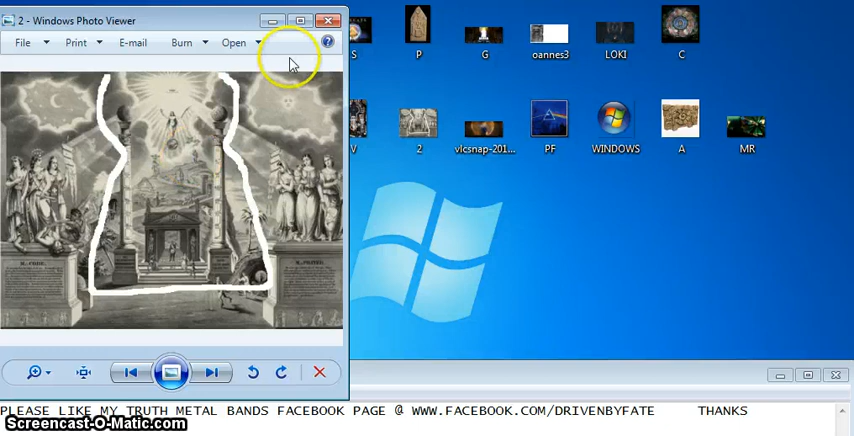 2 - Windows Photo Viewer
File Print E-mail Burn Open
S P G oannes3 LOKI C
V 2 vlcsnap-201... PF WINDOWS A MR
PLEASE LIKE MY TRUTH METAL BANDS FACEBOOK PAGE @ WWW.FACEBOOK.COM/DRIVENBYFATE THANKS
Screencast-O-Matic.com